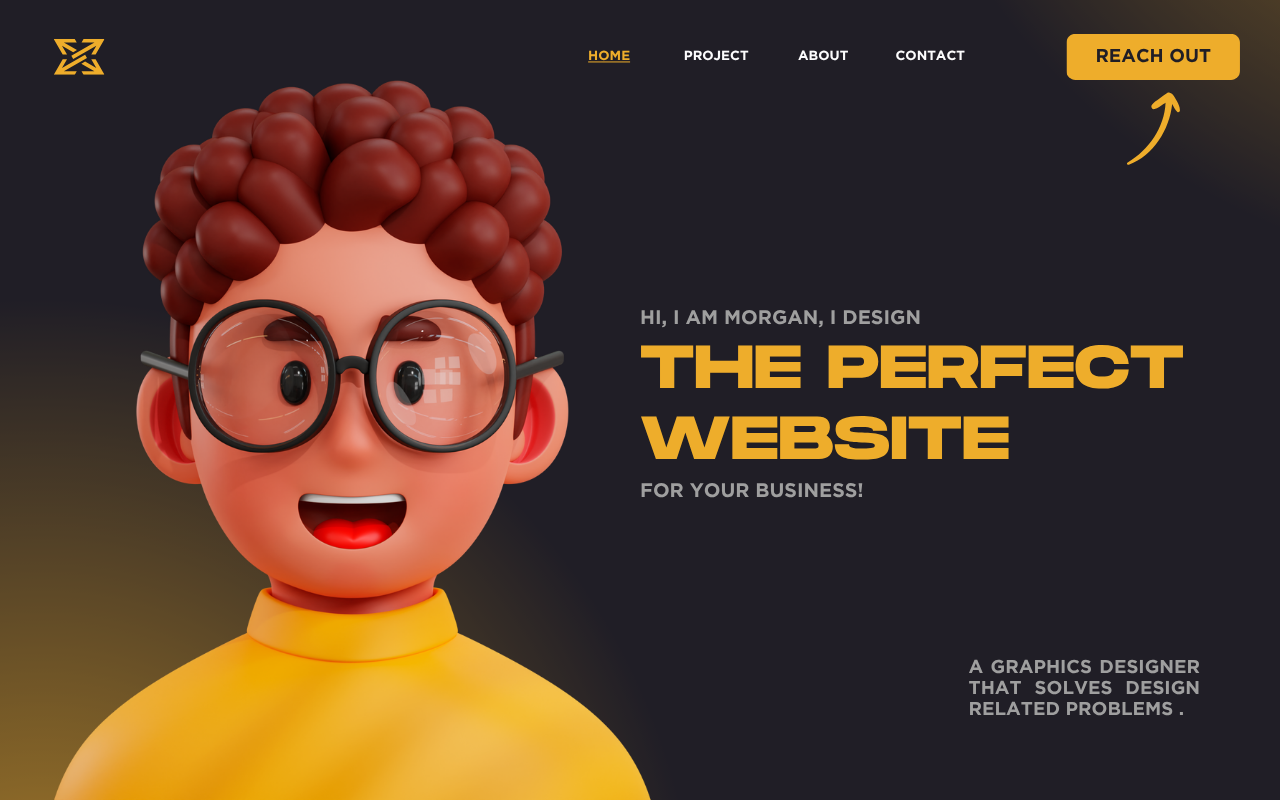 HOME PROJECT ABOUT CONTACT REACH OUT
HI, I AM MORGAN, I DESIGN
THE PERFECT
WEBSITE
FOR YOUR BUSINESS!
A GRAPHICS DESIGNER
THAT SOLVES DESIGN
RELATED PROBLEMS .